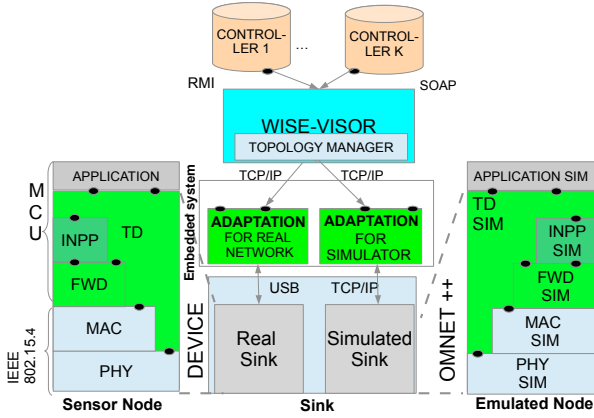 CONTROL-
LER 1
...
CONTROL-
LER K
RMI
SOAP
WISE-VISOR
TOPOLOGY MANAGER
TCP/IP
TCP/IP
Embedded system
ADAPTATION
FOR REAL
NETWORK
ADAPTATION
FOR
SIMULATOR
USB
TCP/IP
DEVICE
Real
Sink
Simulated
Sink
Sink
M
C
U
APPLICATION
TD
INPP
FWD
MAC
PHY
IEEE
802.15.4
Sensor Node
OMNET ++
APPLICATION SIM
TD
SIM
INPP
SIM
FWD
SIM
MAC
SIM
PHY
SIM
Emulated Node